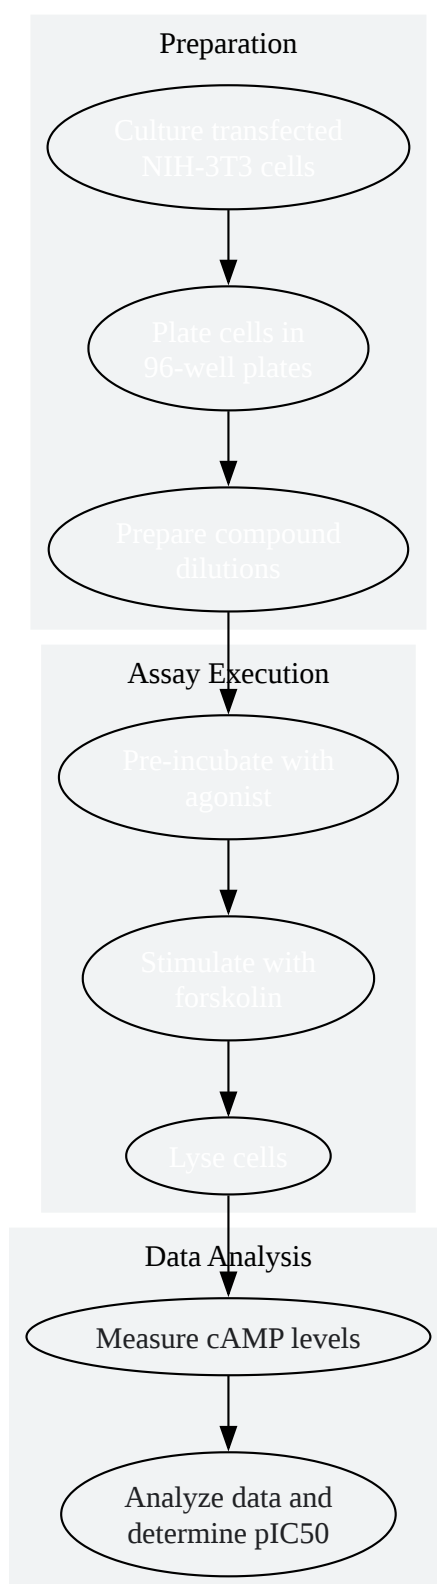 Preparation
Culture transfected
NIH-3T3 cells
Plate cells in
96-well plates
Prepare compound
dilutions
Assay Execution
Pre-incubate with
agonist
Stimulate with
forskolin
Lyse cells
Data Analysis
Measure cAMP levels
Analyze data and
determine pIC50